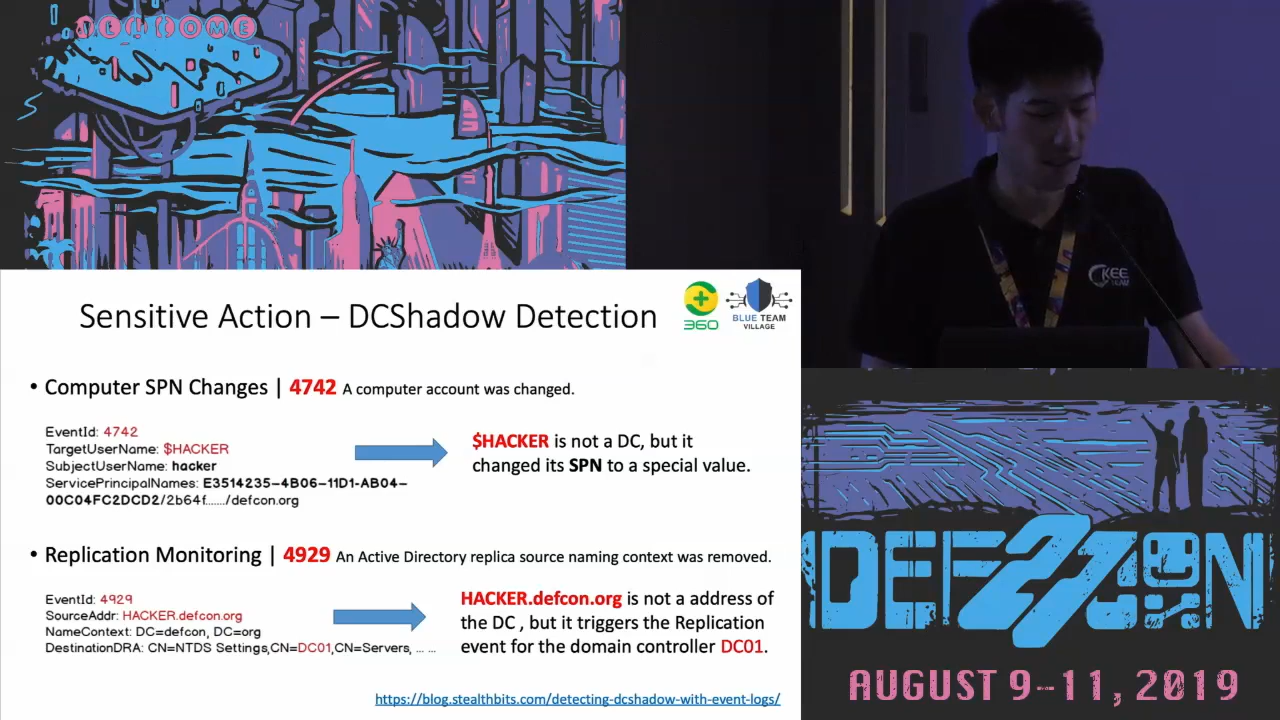 WELCOME
Sensitive Action – DCShadow Detection
360
BLUE TEAM
VILLAGE
KEE
TEAM
• Computer SPN Changes | 4742 A computer account was changed.
EventId: 4742
TargetUserName: $HACKER
SubjectUserName: hacker
ServicePrincipalNames: E3514235-4B06-11D1-AB04-
00C04FC2DCD2/2b64f....../defcon.org
$HACKER is not a DC, but it
changed its SPN to a special value.
• Replication Monitoring | 4929 An Active Directory replica source naming context was removed.
EventId: 4929
SourceAddr: HACKER.defcon.org
NameContext: DC=defcon, DC=org
DestinationDRA: CN=NTDS Settings,CN=DC01,CN=Servers, ... ...
HACKER.defcon.org is not a address of
the DC , but it triggers the Replication
event for the domain controller DC01.
https://blog.stealthbits.com/detecting-dcshadow-with-event-logs/
DEF27CON
AUGUST 9-11, 2019